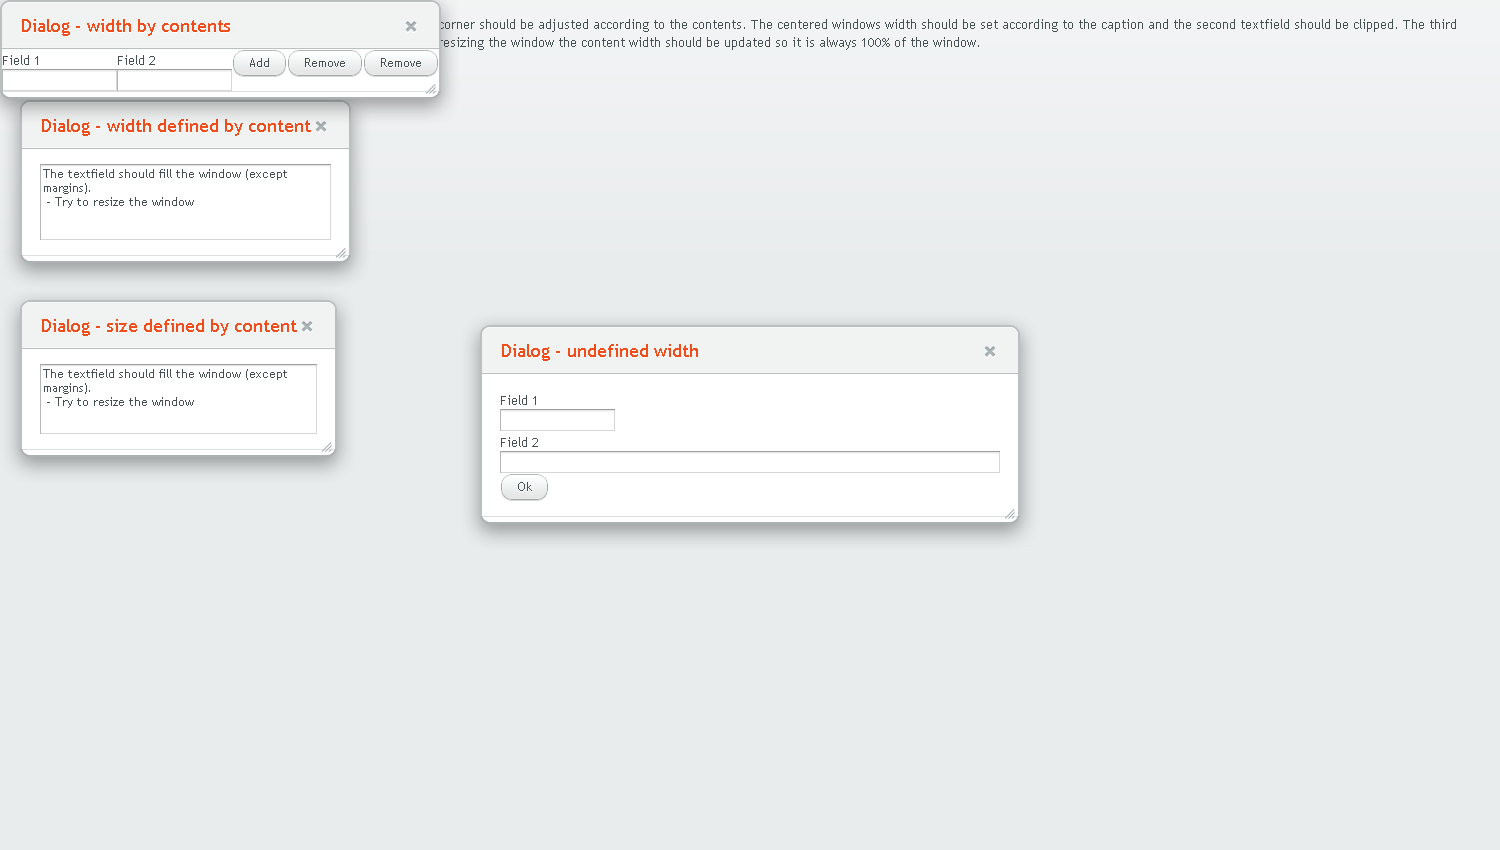 Dialog - width by contents
corner should be adjusted according to the contents. The centered windows width should be set according to the caption and the second textfield should be clipped. The third
resizing the window the content width should be updated so it is always 100% of the window.
Field 1
Field 2
Add
Remove
Remove
Dialog - width defined by content
The textfield should fill the window (except
margins).
- Try to resize the window
Dialog - size defined by content
The textfield should fill the window (except
margins).
- Try to resize the window
Dialog - undefined width
Field 1
Field 2
Ok